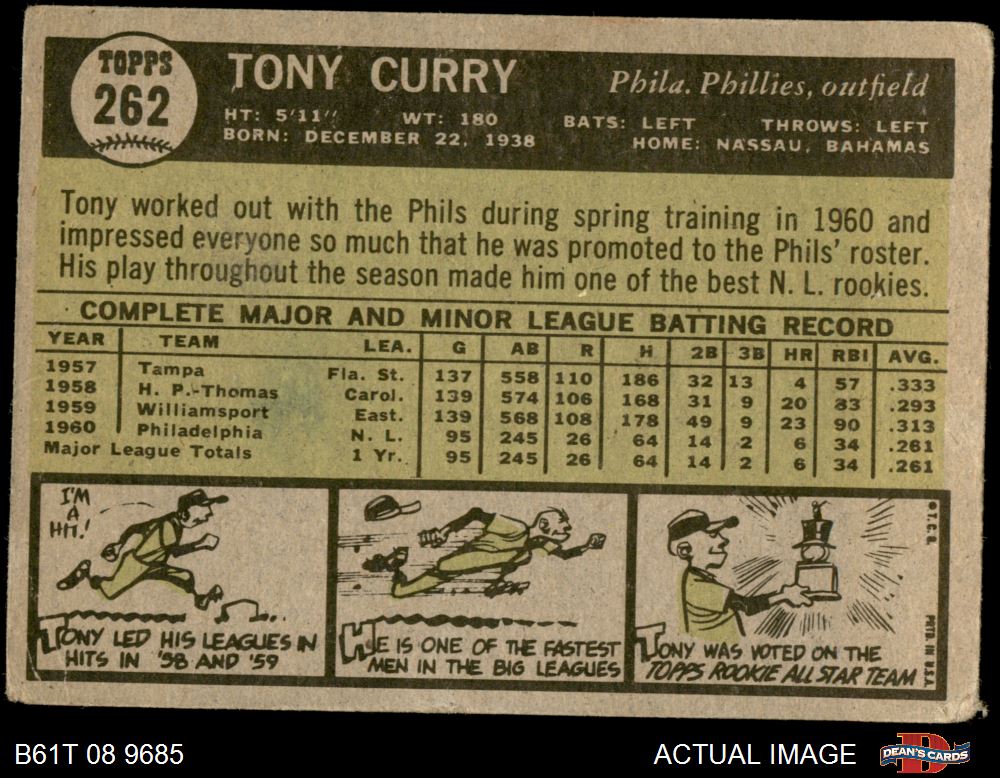 TOPPS
262
TONY CURRY
Phila. Phillies, outfield
HT: 5'11" WT: 180 BATS: LEFT THROWS: LEFT
BORN: DECEMBER 22, 1938 HOME: NASSAU, BAHAMAS
Tony worked out with the Phils during spring training in 1960 and
impressed everyone so much that he was promoted to the Phils' roster.
His play throughout the season made him one of the best N. L. rookies.
COMPLETE MAJOR AND MINOR LEAGUE BATTING RECORD
YEAR TEAM LEA. G AB R H 2B 3B HR RBI AVG.
1957 Tampa Fla. St. 137 558 110 186 32 13 4 57 .333
1958 H. P.-Thomas Carol. 139 574 106 168 31 9 20 83 .293
1959 Williamsport East. 139 568 108 178 49 9 23 90 .313
1960 Philadelphia N. L. 95 245 26 64 14 2 6 34 .261
Major League Totals 1 Yr. 95 245 26 64 14 2 6 34 .261
I'M
A
HIT!
TONY LED HIS LEAGUES IN
HITS IN '58 AND '59
HE IS ONE OF THE FASTEST
MEN IN THE BIG LEAGUES
TONY WAS VOTED ON THE
TOPPS ROOKIE ALL STAR TEAM
© T. C. G. PRTD. IN U.S.A.
B61T 08 9685
ACTUAL IMAGE
DEAN'S CARDS